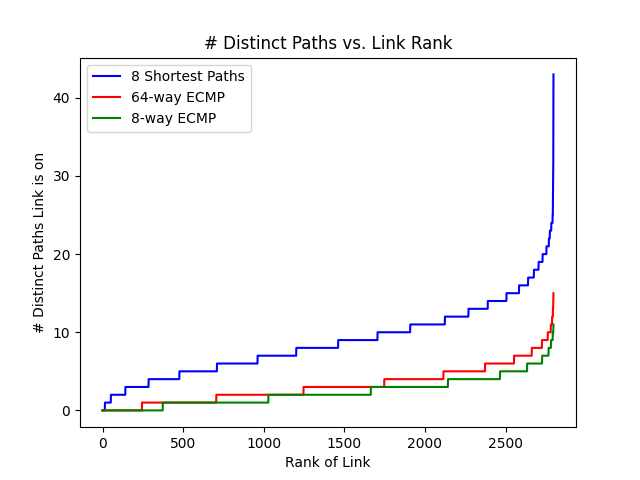 # Distinct Paths vs. Link Rank
8 Shortest Paths
64-way ECMP
8-way ECMP
# Distinct Paths Link is on
40
30
20
10
0
0 500 1000 1500 2000 2500
Rank of Link